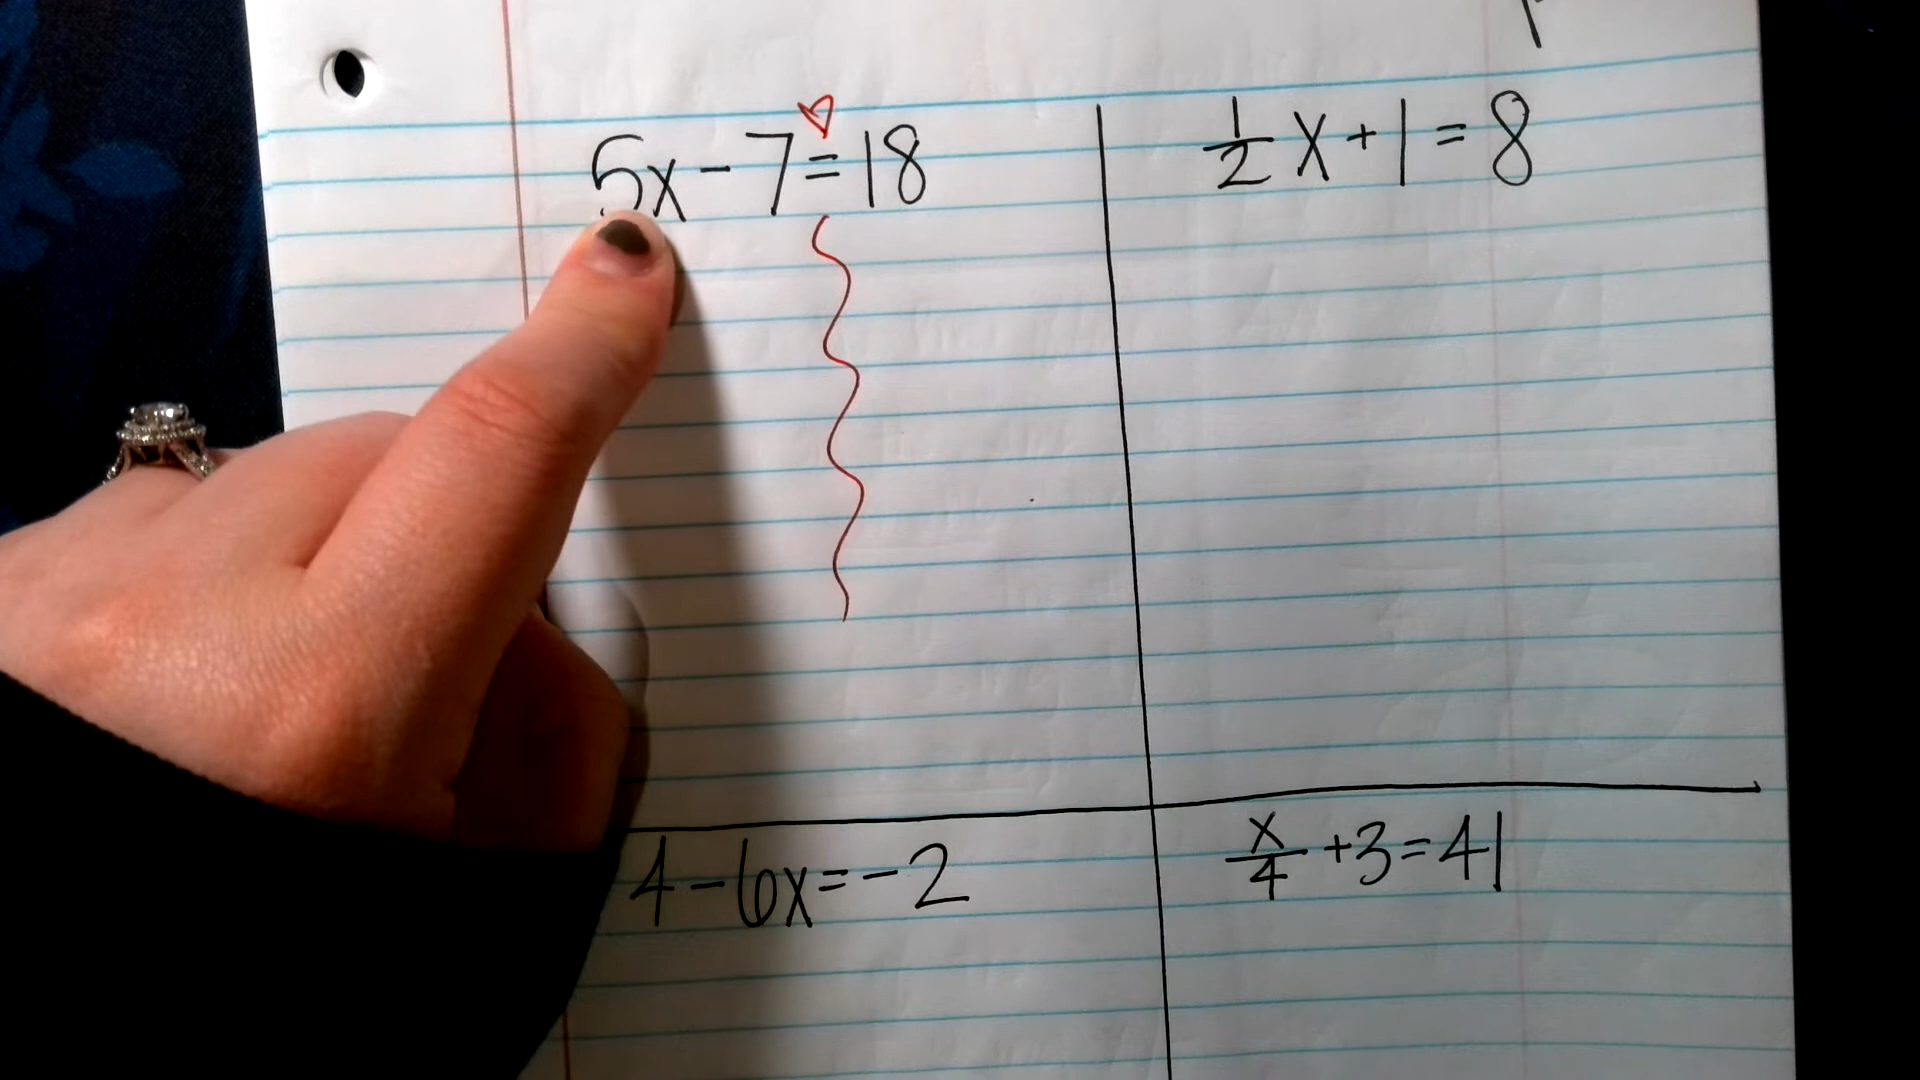 5x - 7 = 18
1/2 x + 1 = 8
4 - 6x = -2
x/4 + 3 = 41